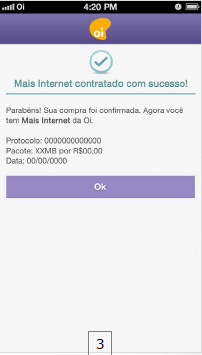 Oi 4:20 PM
oi
Mais Internet contratado com sucesso!
Parabéns! Sua compra foi confirmada. Agora você
tem Mais Internet da Oi.
Protocolo: 0000000000000
Pacote: XXMB por R$00,00
Data: 00/00/0000
Ok
3